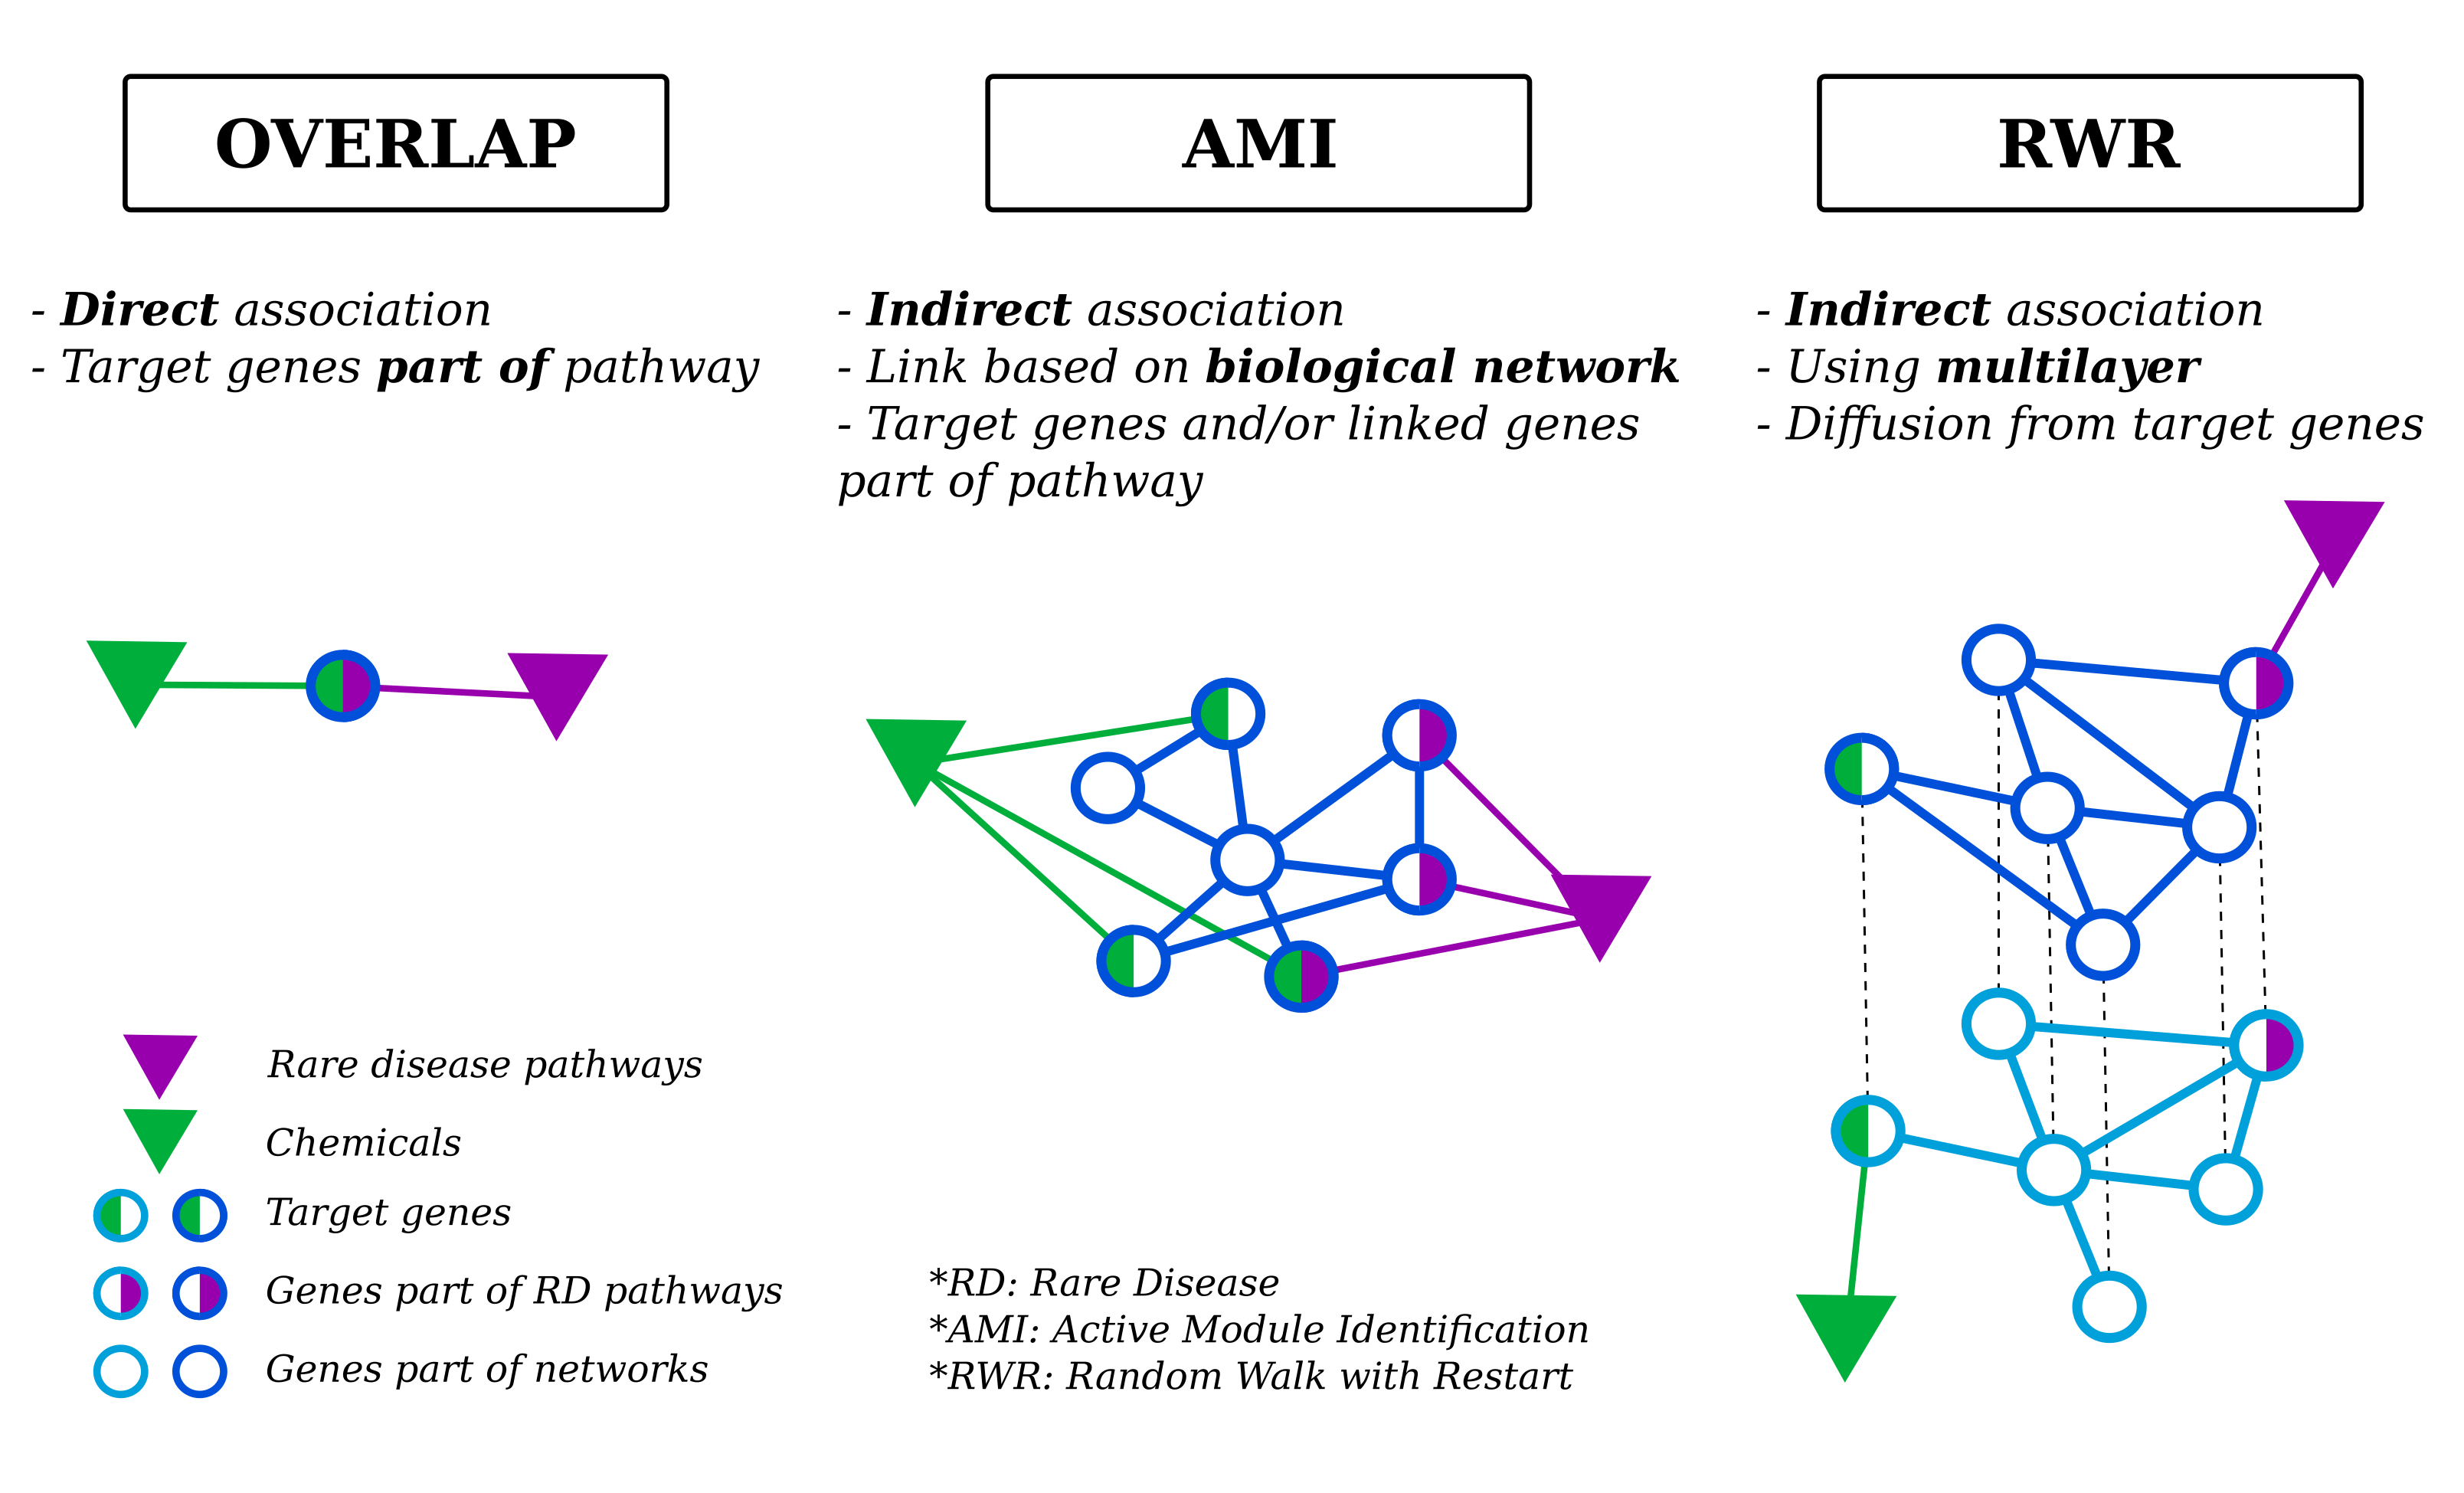 OVERLAP
- Direct association
- Target genes part of pathway
AMI
- Indirect association
- Link based on biological network
- Target genes and/or linked genes
part of pathway
RWR
- Indirect association
- Using multilayer
- Diffusion from target genes
Rare disease pathways
Chemicals
Target genes
Genes part of RD pathways
Genes part of networks
*RD: Rare Disease
*AMI: Active Module Identification
*RWR: Random Walk with Restart